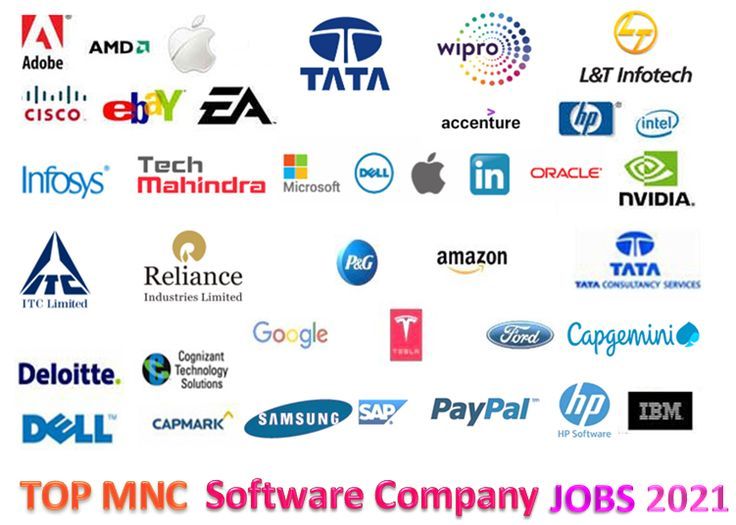 Adobe
AMD
TATA
wipro
L&T Infotech
CISCO
ebay
EA
accenture
hp
intel
Infosys®
Tech
Mahindra
Microsoft
DELL
in
ORACLE®
NVIDIA.
ITC Limited
Reliance
Industries Limited
P&G
amazon
TATA
TATA CONSULTANCY SERVICES
Google
TESLA
Ford
Capgemini
Deloitte.
Cognizant
Technology
Solutions
DELL™
CAPMARK
SAMSUNG
SAP
PayPal™
hp
HP Software
IBM
TOP MNC Software Company JOBS 2021